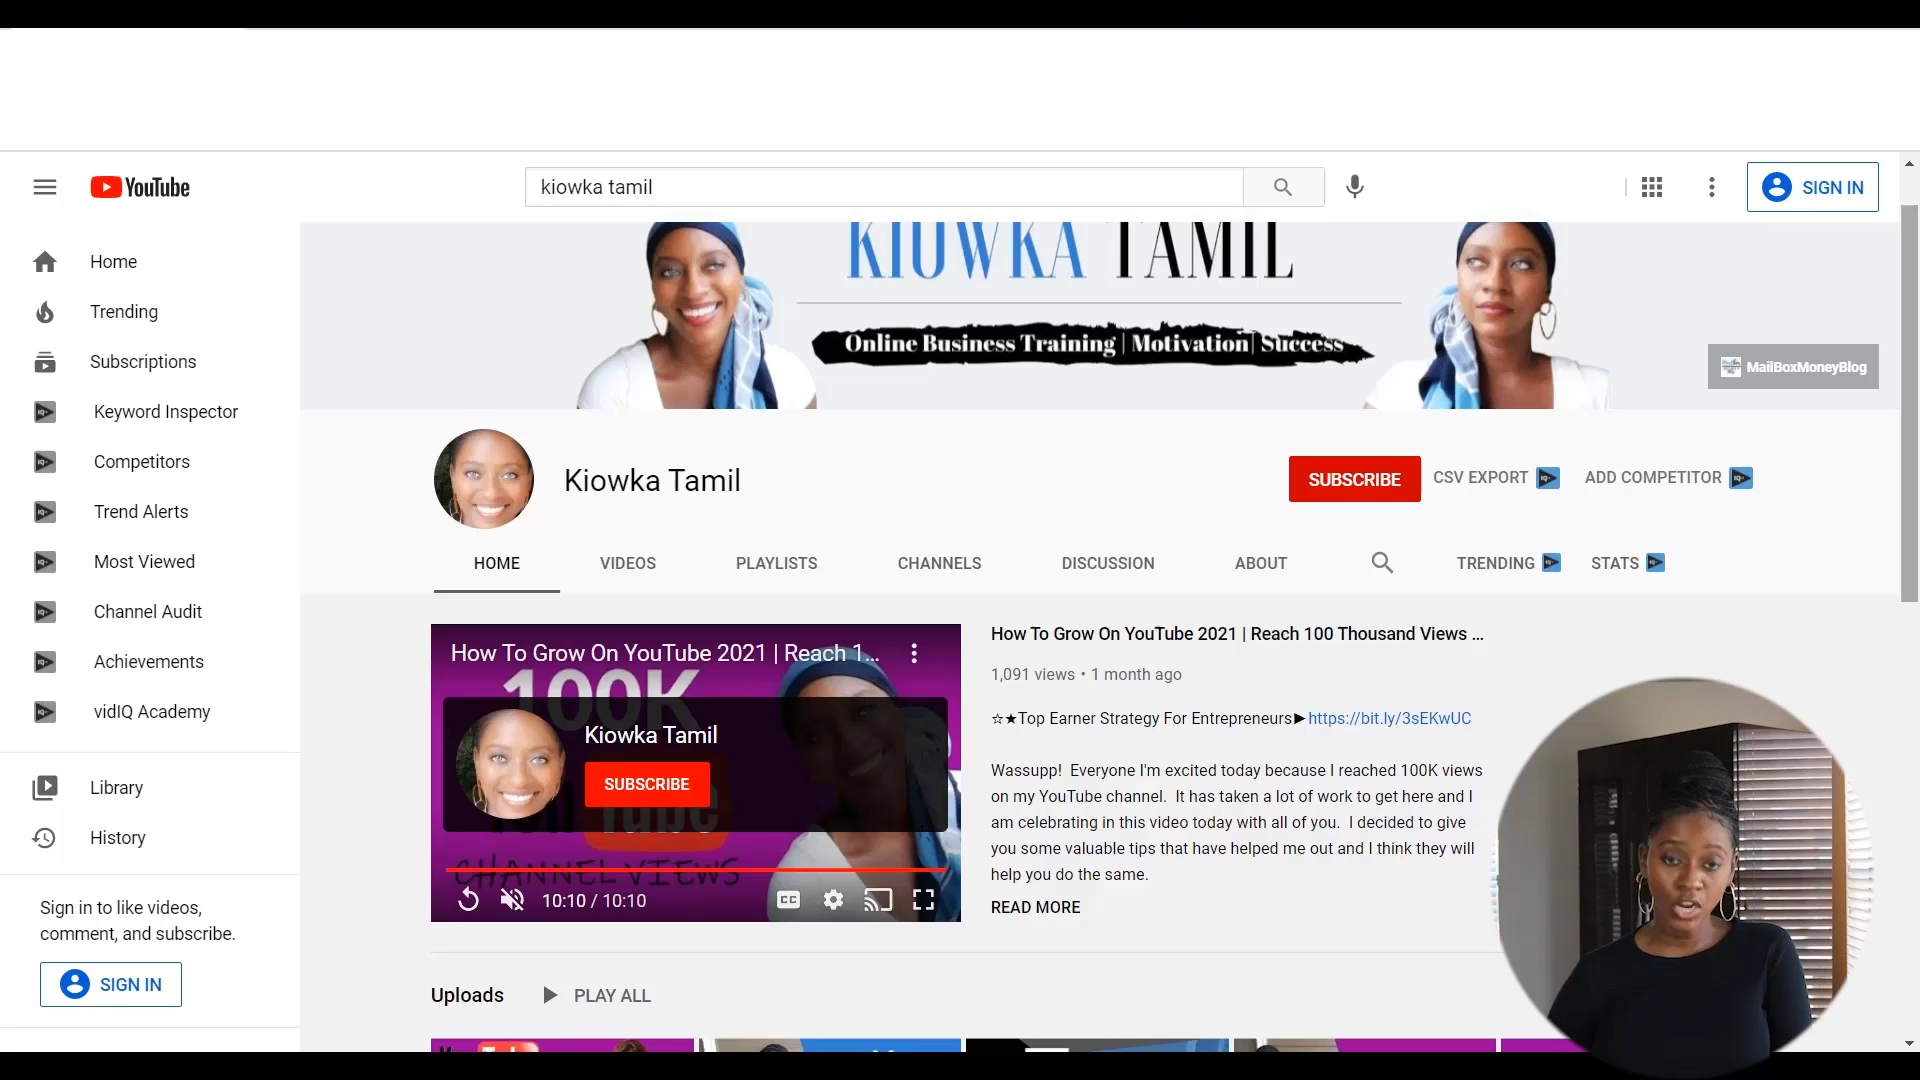 YouTube
kiowka tamil
SIGN IN
Home
Trending
Subscriptions
Keyword Inspector
Competitors
Trend Alerts
Most Viewed
Channel Audit
Achievements
vidIQ Academy
Library
History
Sign in to like videos,
comment, and subscribe.
SIGN IN
KIOWKA TAMIL
Online Business Training | Motivation | Success
MailBoxMoneyBlog
Kiowka Tamil
SUBSCRIBE
CSV EXPORT
ADD COMPETITOR
HOME
VIDEOS
PLAYLISTS
CHANNELS
DISCUSSION
ABOUT
TRENDING
STATS
How To Grow On YouTube 2021 | Reach 1...
100K
Kiowka Tamil
SUBSCRIBE
YouTube
CHANNEL VIEWS
10:10 / 10:10
CC
How To Grow On YouTube 2021 | Reach 100 Thousand Views ...
1,091 views • 1 month ago
☆★Top Earner Strategy For Entrepreneurs►https://bit.ly/3sEKwUC
Wassupp!  Everyone I'm excited today because I reached 100K views
on my YouTube channel.  It has taken a lot of work to get here and I
am celebrating in this video today with all of you.  I decided to give
you some valuable tips that have helped me out and I think they will
help you do the same.
READ MORE
Uploads
PLAY ALL